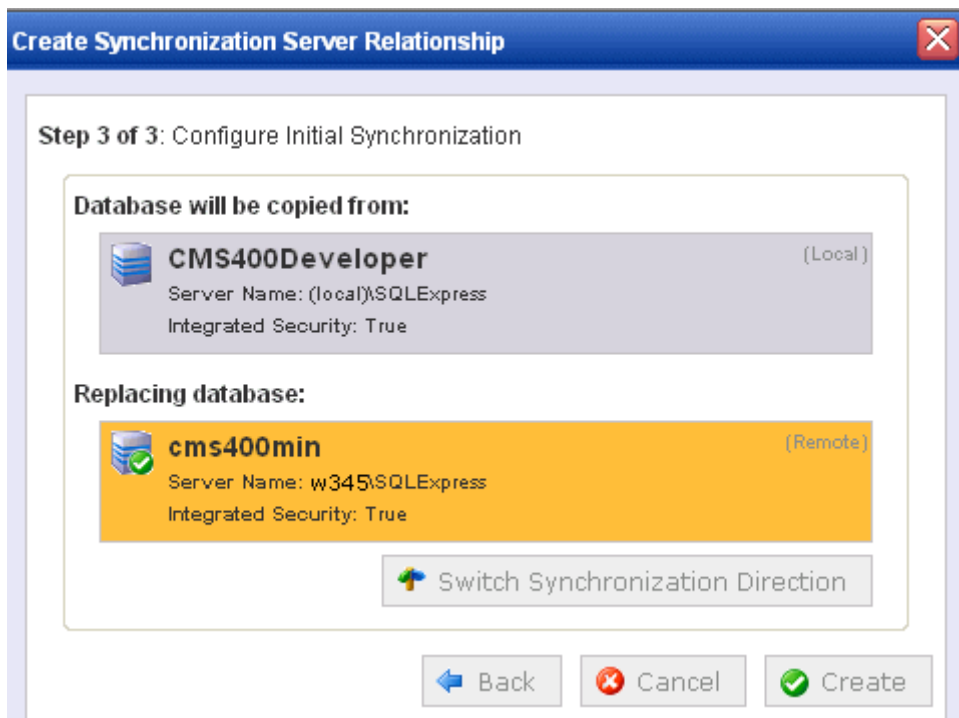 Create Synchronization Server Relationship
Step 3 of 3: Configure Initial Synchronization
Database will be copied from:
CMS400Developer
(Local)
Server Name: (local)\SQLExpress
Integrated Security: True
Replacing database:
cms400min
(Remote)
Server Name: w345\SQLExpress
Integrated Security: True
Switch Synchronization Direction
Back
Cancel
Create